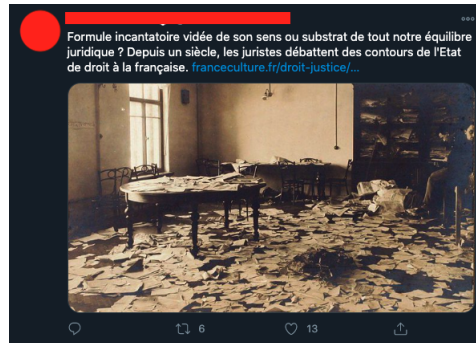 Formule incantatoire vidée de son sens ou substrat de tout notre équilibre
juridique ? Depuis un siècle, les juristes débattent des contours de l'Etat
de droit à la française. franceculture.fr/droit-justice/...
6
13